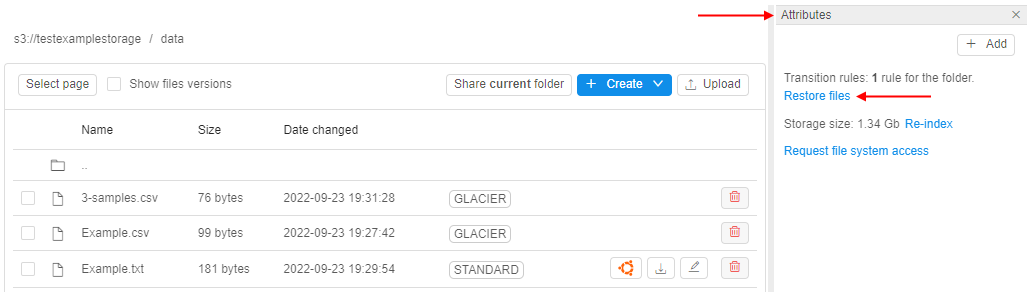 Attributes
s3://testexamplestorage / data
+ Add
Select page Show files versions Share current folder + Create Upload
Transition rules: 1 rule for the folder.
Restore files
Storage size: 1.34 Gb Re-index
Request file system access
Name Size Date changed
..
3-samples.csv 76 bytes 2022-09-23 19:31:28 GLACIER
Example.csv 99 bytes 2022-09-23 19:27:42 GLACIER
Example.txt 181 bytes 2022-09-23 19:29:54 STANDARD